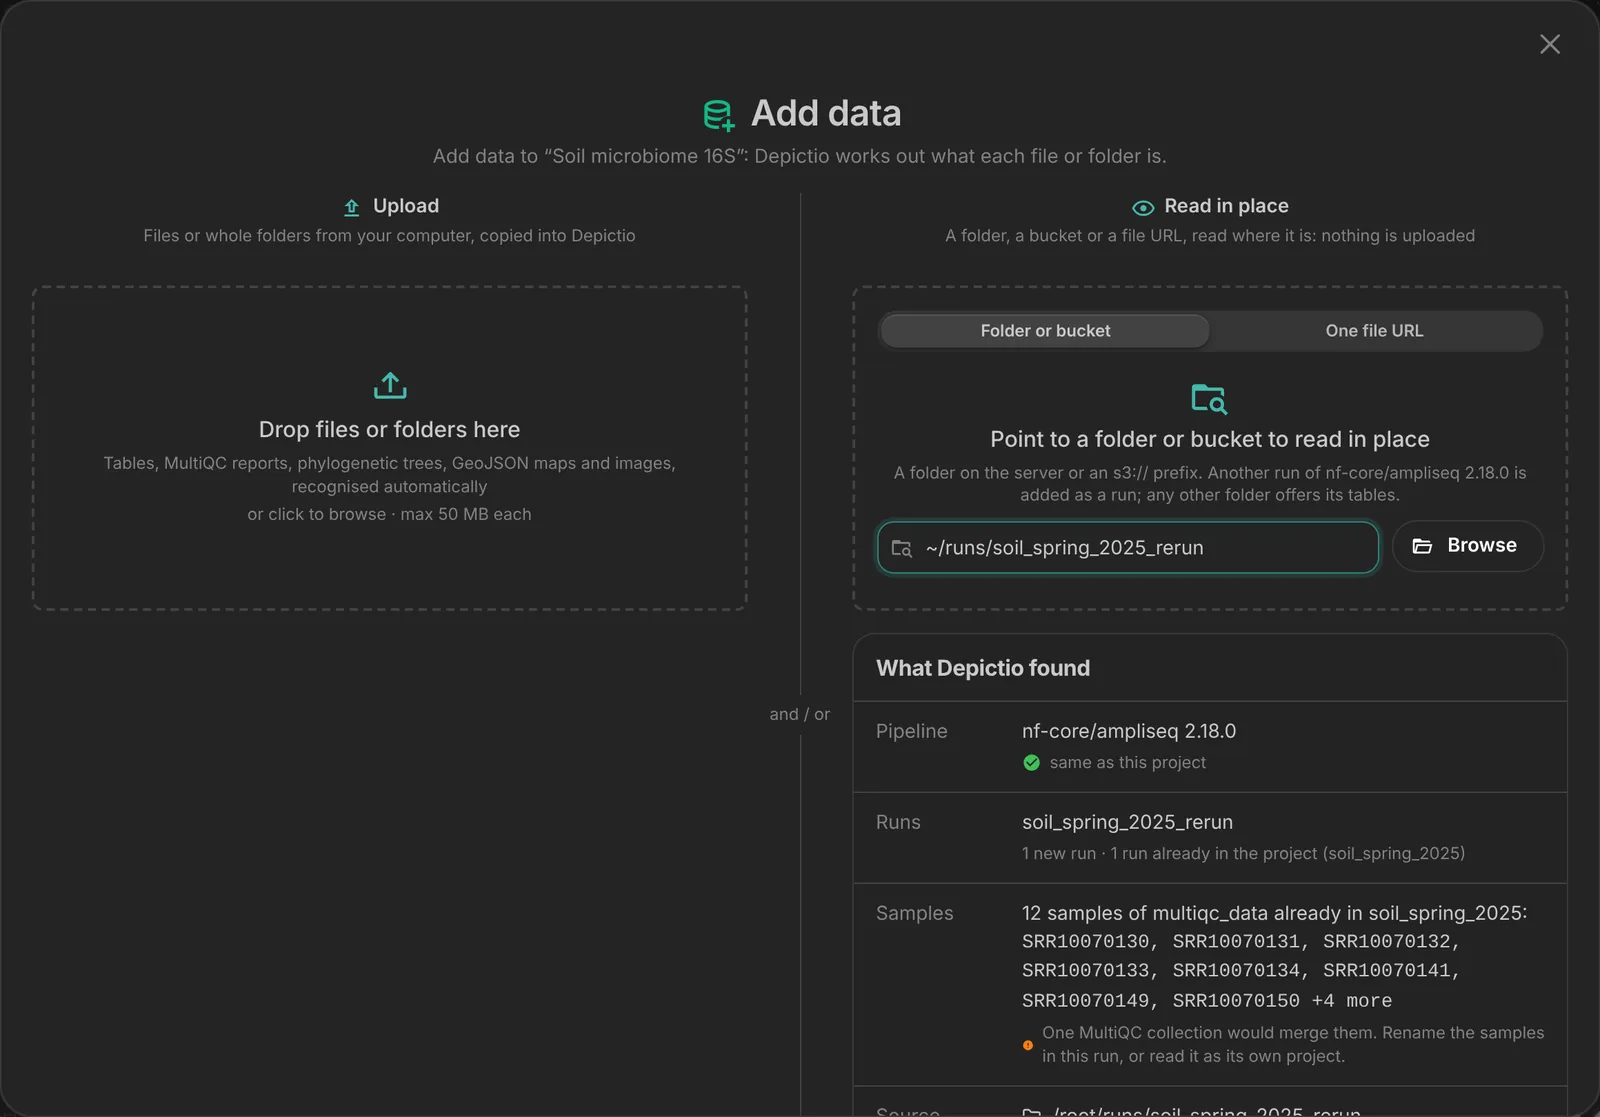 Add data
Add data to “Soil microbiome 16S”: Depictio works out what each file or folder is.
Upload
Files or whole folders from your computer, copied into Depictio
Drop files or folders here
Tables, MultiQC reports, phylogenetic trees, GeoJSON maps and images,
recognised automatically
or click to browse · max 50 MB each
and / or
Read in place
A folder, a bucket or a file URL, read where it is: nothing is uploaded
Folder or bucket
One file URL
Point to a folder or bucket to read in place
A folder on the server or an s3:// prefix. Another run of nf-core/ampliseq 2.18.0 is
added as a run; any other folder offers its tables.
~/runs/soil_spring_2025_rerun
Browse
What Depictio found
Pipeline
nf-core/ampliseq 2.18.0
same as this project
Runs
soil_spring_2025_rerun
1 new run · 1 run already in the project (soil_spring_2025)
Samples
12 samples of multiqc_data already in soil_spring_2025:
SRR10070130, SRR10070131, SRR10070132,
SRR10070133, SRR10070134, SRR10070141,
SRR10070149, SRR10070150 +4 more
One MultiQC collection would merge them. Rename the samples
in this run, or read it as its own project.
Source
/root/runs/soil_spring_2025_rerun